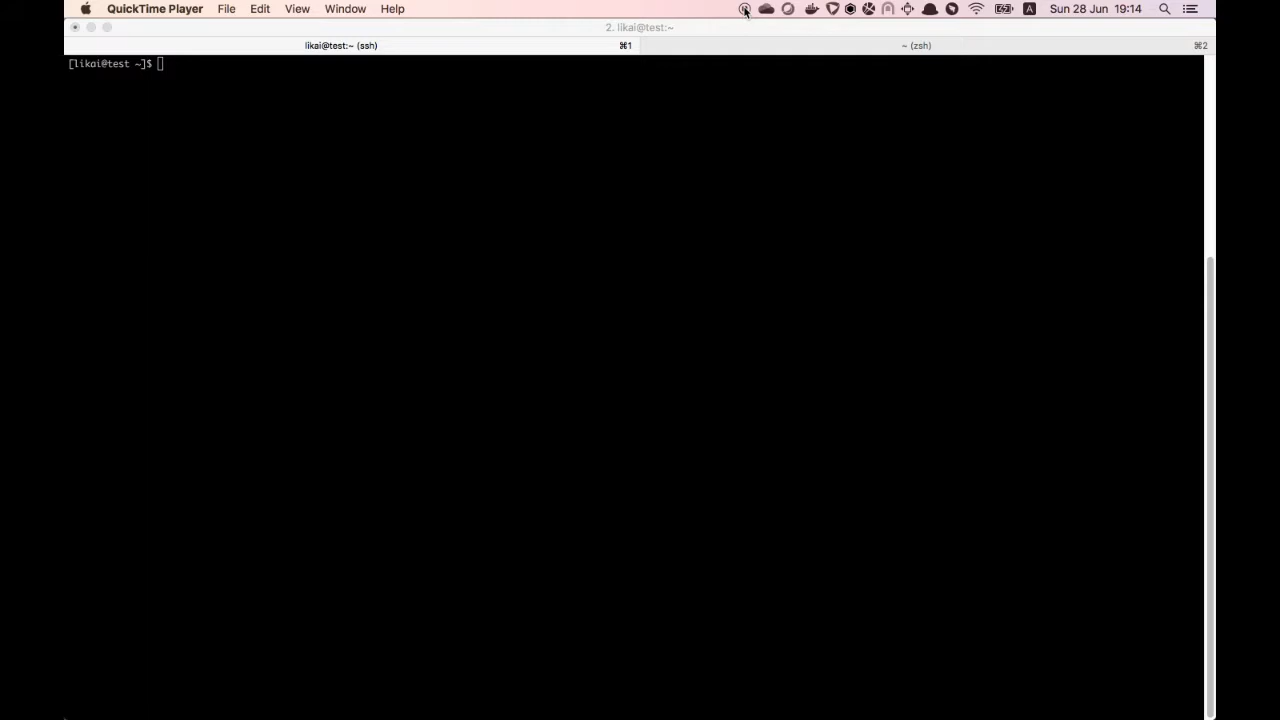 QuickTime Player File Edit View Window Help Sun 28 Jun 19:14
2. likai@test:~
likai@test:~ (ssh) ⌘1 ~ (zsh) ⌘2
[likai@test ~]$